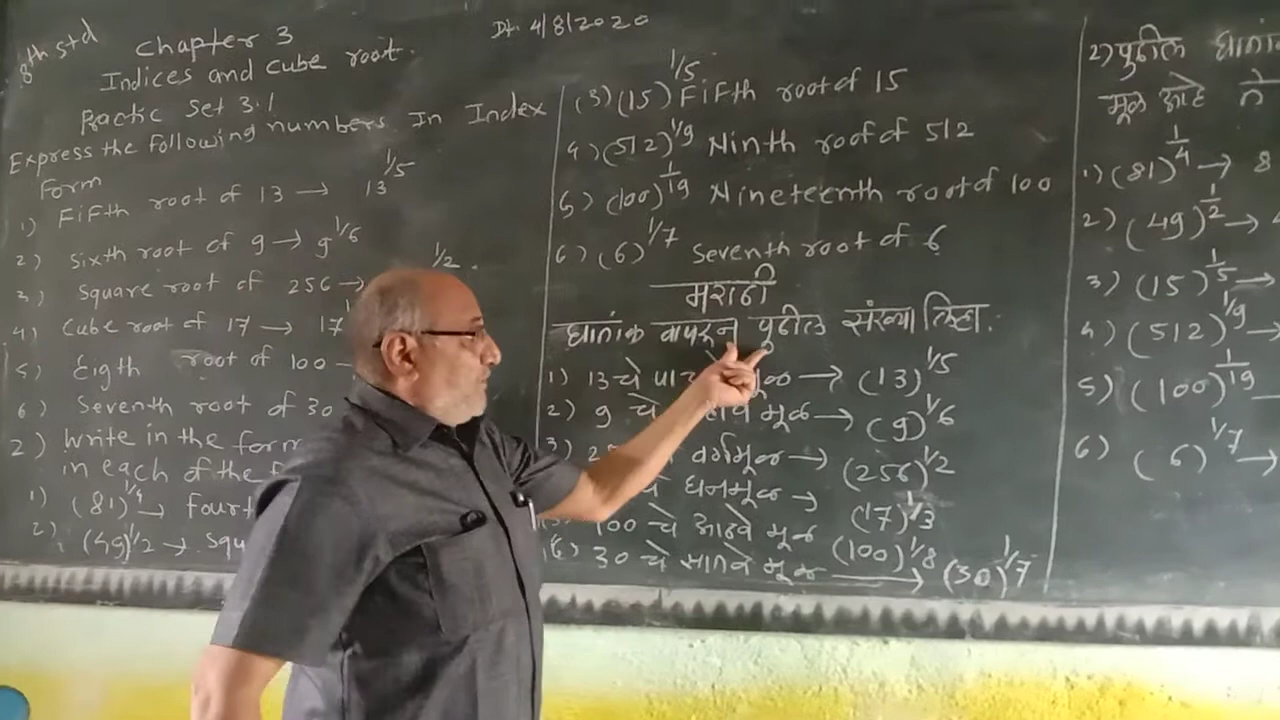 8th std
Chapter 3
Dt. 4/8/2020
Indices and cube root.
Practic Set 3.1
Express the following numbers In Index
Form
1) Fifth root of 13 → 13^1/5
2) Sixth root of 9 → 9^1/6
3) Square root of 256 → 1/2
4) Cube root of 17 → 17
5) Eigth root of 100
6) Seventh root of 30
2) Write in the form
in each of the
1) (81)^1/4 → Fourt
2) (49)^1/2 → Squ
(3) (15)^1/5 Fifth root of 15
4) (512)^1/9 Ninth root of 512
5) (100)^1/19 Nineteenth root of 100
6) (6)^1/7 Seventh root of 6
मराठी
घातांक वापरून पुढील संख्या लिहा.
1) 13 चे → (13)^1/5
2) 9 चे मूळ → (9)^1/6
3) वर्गमूळ → (256)^1/2
घनमूळ → (17)^1/3
100 चे आठवे मूळ (100)^1/8
(6) 30 चे सातवे मूळ → (30)^1/7
2) पुढील
मूळ आहे ते
1) (81)^1/4 → 8
2) (49)^1/2 →
3) (15)^1/5 →
4) (512)^1/9
5) (100)^1/19
6) (6)^1/7 →